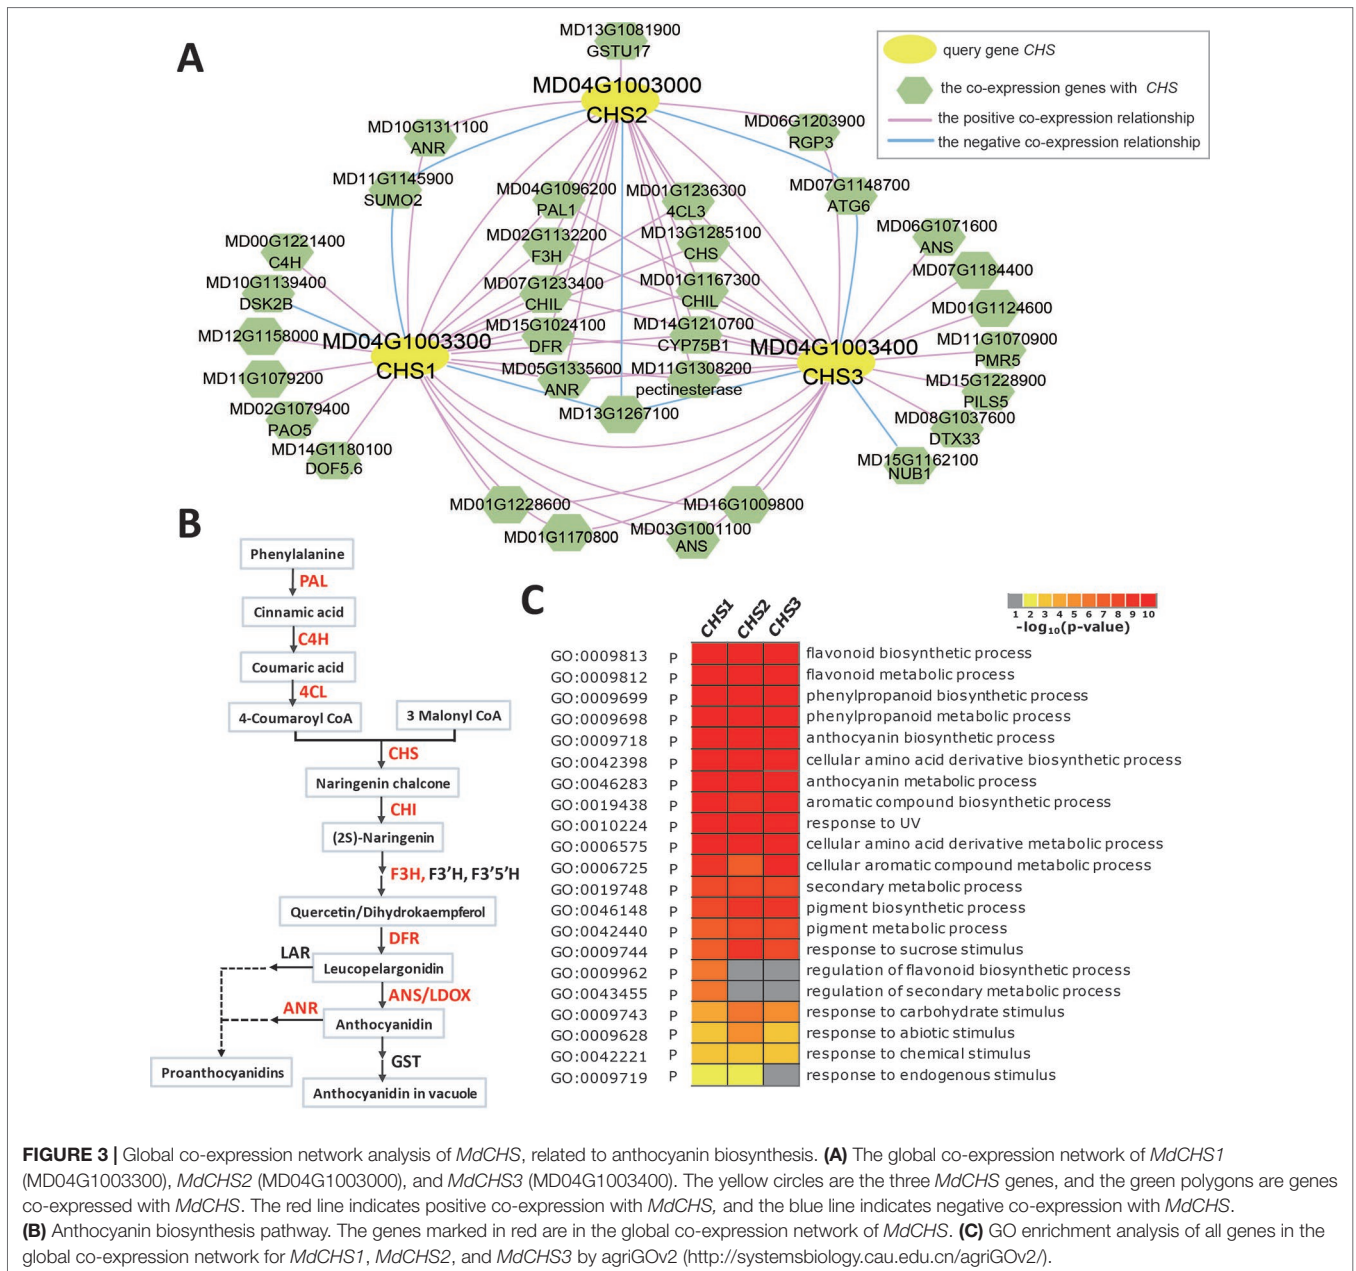 A
MD13G1081900
GSTU17
MD04G1003000
CHS2
query gene CHS
the co-expression genes with CHS
the positive co-expression relationship
the negative co-expression relationship
MD10G1311100
ANR
MD06G1203900
RGP3
MD11G1145900
SUMO2
MD04G1096200
PAL1
MD01G1236300
4CL3
MD07G1148700
ATG6
MD00G1221400
C4H
MD02G1132200
F3H
MD13G1285100
CHS
MD06G1071600
ANS
MD10G1139400
DSK2B
MD07G1233400
CHIL
MD01G1167300
CHIL
MD07G1184400
MD01G1124600
MD12G1158000
MD04G1003300
CHS1
MD15G1024100
DFR
MD14G1210700
CYP75B1
MD04G1003400
CHS3
MD11G1070900
PMR5
MD11G1079200
MD05G1335600
ANR
MD11G1308200
pectinesterase
MD15G1228900
PILS5
MD02G1079400
PAO5
MD13G1267100
MD08G1037600
DTX33
MD14G1180100
DOF5.6
MD15G1162100
NUB1
MD01G1228600
MD16G1009800
MD01G1170800
MD03G1001100
ANS
B
Phenylalanine
PAL
Cinnamic acid
C4H
Coumaric acid
4CL
4-Coumaroyl CoA
3 Malonyl CoA
CHS
Naringenin chalcone
CHI
(2S)-Naringenin
F3H, F3'H, F3'5'H
Quercetin/Dihydrokaempferol
DFR
LAR
Leucopelargonidin
ANS/LDOX
ANR
Anthocyanidin
GST
Proanthocyanidins
Anthocyanidin in vacuole
C
CHS1 CHS2 CHS3
1 2 3 4 5 6 7 8 9 10
-log10(p-value)
GO:0009813 P flavonoid biosynthetic process
GO:0009812 P flavonoid metabolic process
GO:0009699 P phenylpropanoid biosynthetic process
GO:0009698 P phenylpropanoid metabolic process
GO:0009718 P anthocyanin biosynthetic process
GO:0042398 P cellular amino acid derivative biosynthetic process
GO:0046283 P anthocyanin metabolic process
GO:0019438 P aromatic compound biosynthetic process
GO:0010224 P response to UV
GO:0006575 P cellular amino acid derivative metabolic process
GO:0006725 P cellular aromatic compound metabolic process
GO:0019748 P secondary metabolic process
GO:0046148 P pigment biosynthetic process
GO:0042440 P pigment metabolic process
GO:0009744 P response to sucrose stimulus
GO:0009962 P regulation of flavonoid biosynthetic process
GO:0043455 P regulation of secondary metabolic process
GO:0009743 P response to carbohydrate stimulus
GO:0009628 P response to abiotic stimulus
GO:0042221 P response to chemical stimulus
GO:0009719 P response to endogenous stimulus
FIGURE 3 | Global co-expression network analysis of MdCHS, related to anthocyanin biosynthesis. (A) The global co-expression network of MdCHS1
(MD04G1003300), MdCHS2 (MD04G1003000), and MdCHS3 (MD04G1003400). The yellow circles are the three MdCHS genes, and the green polygons are genes
co-expressed with MdCHS. The red line indicates positive co-expression with MdCHS, and the blue line indicates negative co-expression with MdCHS.
(B) Anthocyanin biosynthesis pathway. The genes marked in red are in the global co-expression network of MdCHS. (C) GO enrichment analysis of all genes in the
global co-expression network for MdCHS1, MdCHS2, and MdCHS3 by agriGOv2 (http://systemsbiology.cau.edu.cn/agriGOv2/).